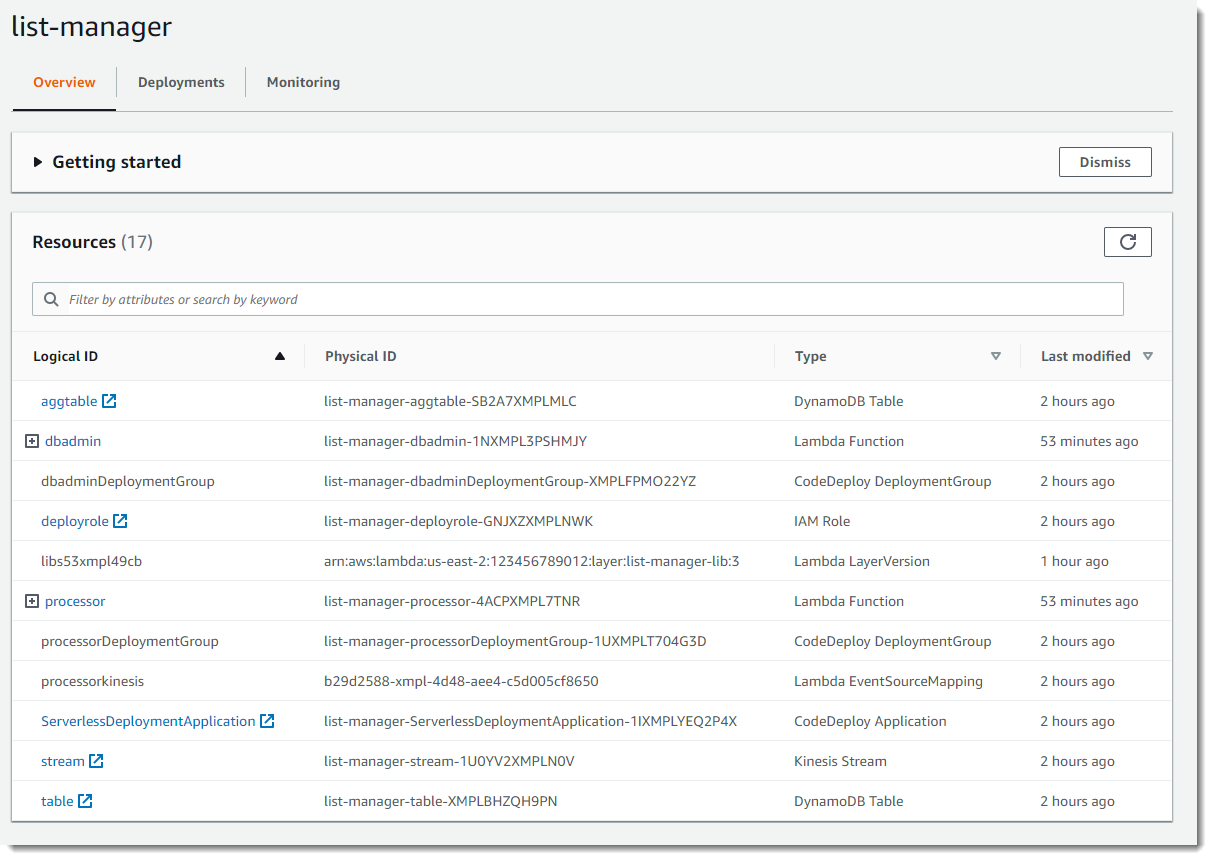 list-manager
Overview Deployments Monitoring
Getting started Dismiss
Resources (17)
Filter by attributes or search by keyword
Logical ID Physical ID Type Last modified
aggtable list-manager-aggtable-SB2A7XMPLMLC DynamoDB Table 2 hours ago
dbadmin list-manager-dbadmin-1NXMPL3PSHMJY Lambda Function 53 minutes ago
dbadminDeploymentGroup list-manager-dbadminDeploymentGroup-XMPLFPMO22YZ CodeDeploy DeploymentGroup 2 hours ago
deployrole list-manager-deployrole-GNJXZXMPLNWK IAM Role 2 hours ago
libs53xmpl49cb arn:aws:lambda:us-east-2:123456789012:layer:list-manager-lib:3 Lambda LayerVersion 1 hour ago
processor list-manager-processor-4ACPXMPL7TNR Lambda Function 53 minutes ago
processorDeploymentGroup list-manager-processorDeploymentGroup-1UXMPLT704G3D CodeDeploy DeploymentGroup 2 hours ago
processorkinesis b29d2588-xmpl-4d48-aee4-c5d005cf8650 Lambda EventSourceMapping 2 hours ago
ServerlessDeploymentApplication list-manager-ServerlessDeploymentApplication-1IXMPLYEQ2P4X CodeDeploy Application 2 hours ago
stream list-manager-stream-1U0YV2XMPLN0V Kinesis Stream 2 hours ago
table list-manager-table-XMPLBHZQH9PN DynamoDB Table 2 hours ago